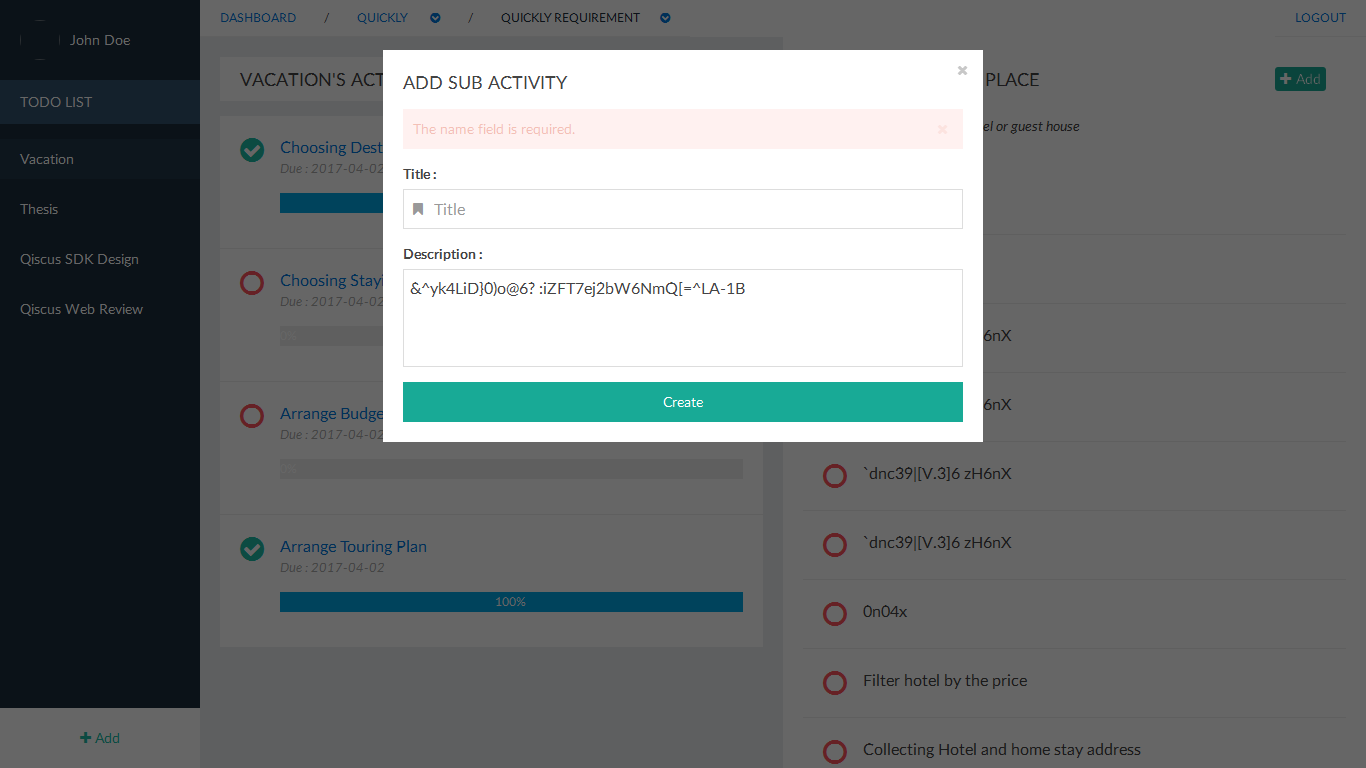 John Doe
TODO LIST
Vacation
Thesis
Qiscus SDK Design
Qiscus Web Review
Add
DASHBOARD / QUICKLY / QUICKLY REQUIREMENT
LOGOUT
VACATION'S ACT
Choosing Dest
Due : 2017-04-02
Choosing Stayi
Due : 2017-04-02
0%
Arrange Budge
Due : 2017-04-02
0%
Arrange Touring Plan
Due : 2017-04-02
100%
ADD SUB ACTIVITY
The name field is required.
Title :
Title
Description :
&^yk4LiD}0)o@6? :iZFT7ej2bW6NmQ[=^LA-1B
Create
PLACE
Add
el or guest house
6nX
6nX
`dnc39|[V.3]6 zH6nX
`dnc39|[V.3]6 zH6nX
0n04x
Filter hotel by the price
Collecting Hotel and home stay address